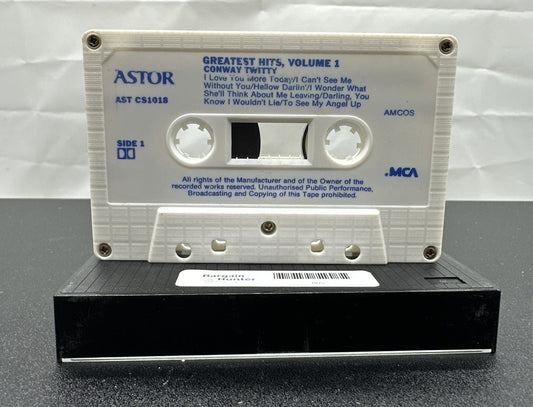 GREATEST HITS, VOLUME 1
CONWAY TWITTY
I Love You More Today/I Can't See Me
Without You/Hellow Darlin'/I Wonder What
She'll Think About Me Leaving/Darling, You
Know I Wouldn't Lie/To See My Angel Up
ASTOR
AST CS1018
AMCOS
SIDE 1
MCA
All rights of the Manufacturer and of the Owner of the
recorded works reserved. Unauthorised Public Performance,
Broadcasting and Copying of this Tape prohibited.
Bargain
Hunter